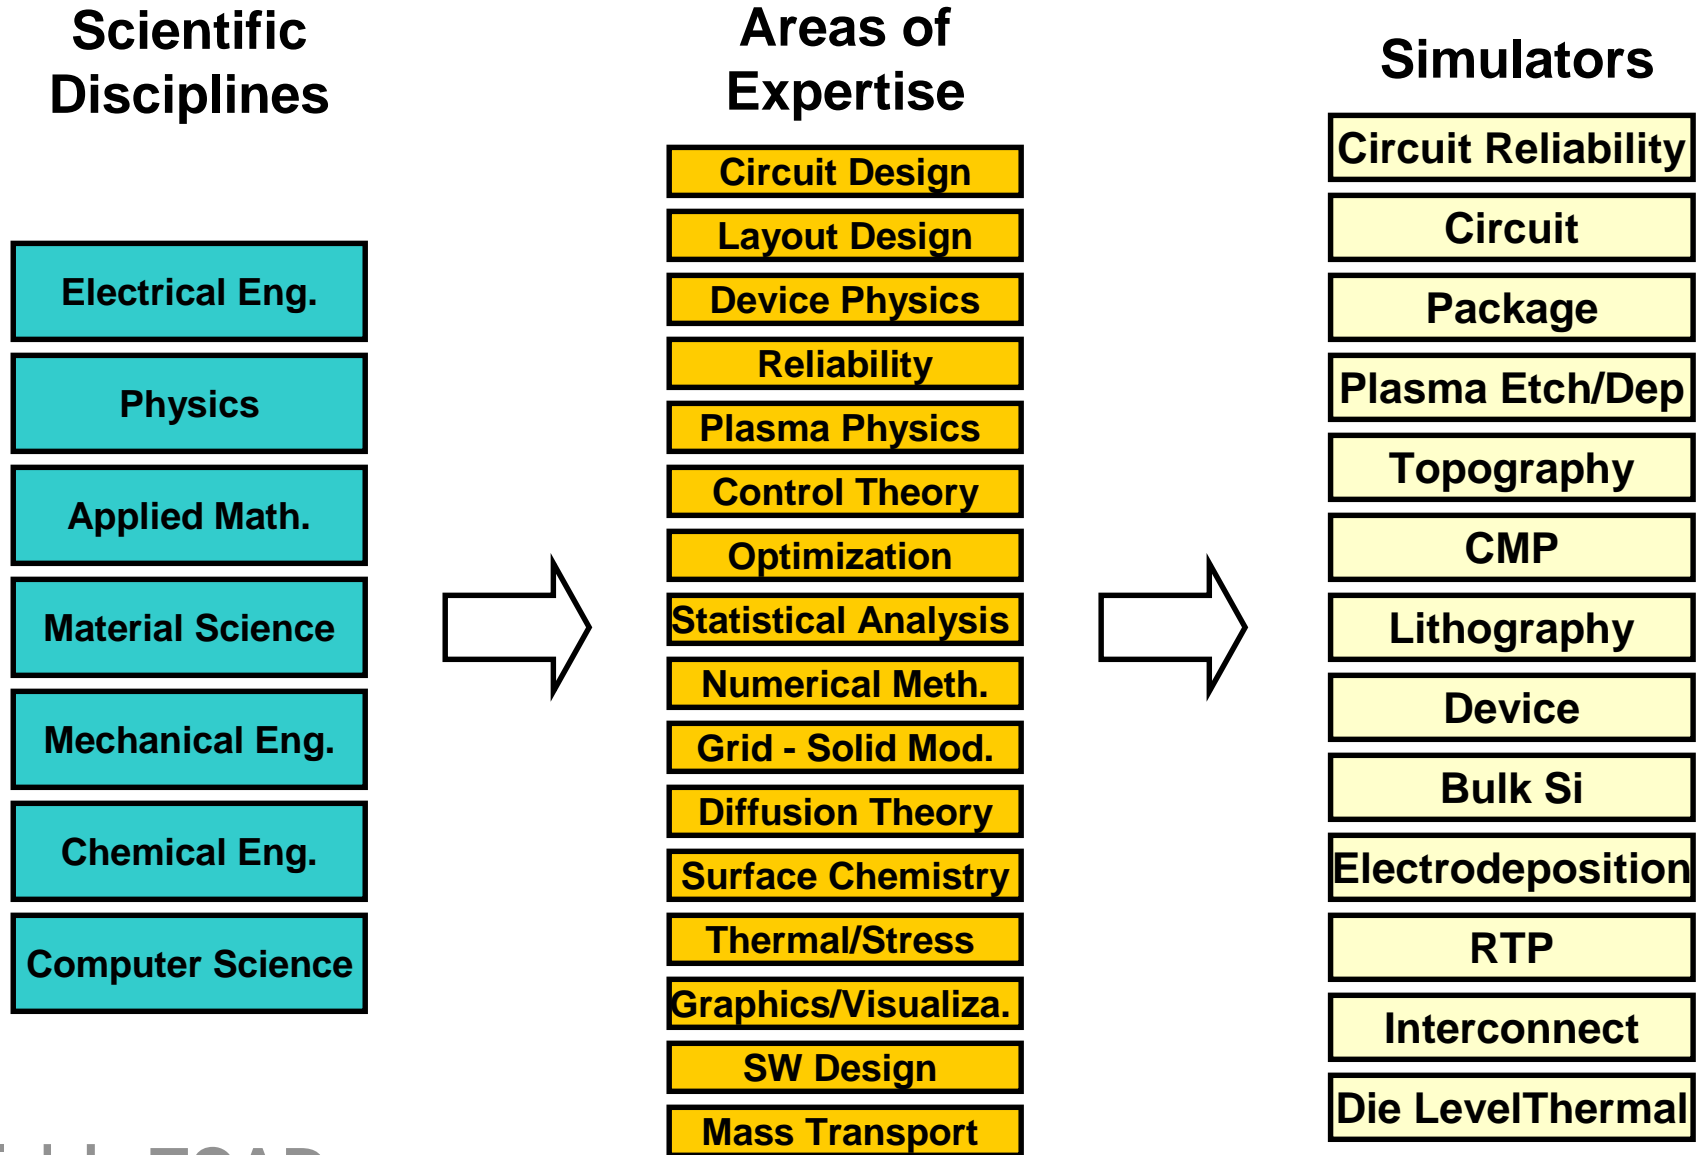 Scientific
Disciplines
Electrical Eng.
Physics
Applied Math.
Material Science
Mechanical Eng.
Chemical Eng.
Computer Science
Areas of
Expertise
Circuit Design
Layout Design
Device Physics
Reliability
Plasma Physics
Control Theory
Optimization
Statistical Analysis
Numerical Meth.
Grid - Solid Mod.
Diffusion Theory
Surface Chemistry
Thermal/Stress
Graphics/Visualiza.
SW Design
Mass Transport
Simulators
Circuit Reliability
Circuit
Package
Plasma Etch/Dep
Topography
CMP
Lithography
Device
Bulk Si
Electrodeposition
RTP
Interconnect
Die LevelThermal
TCAD